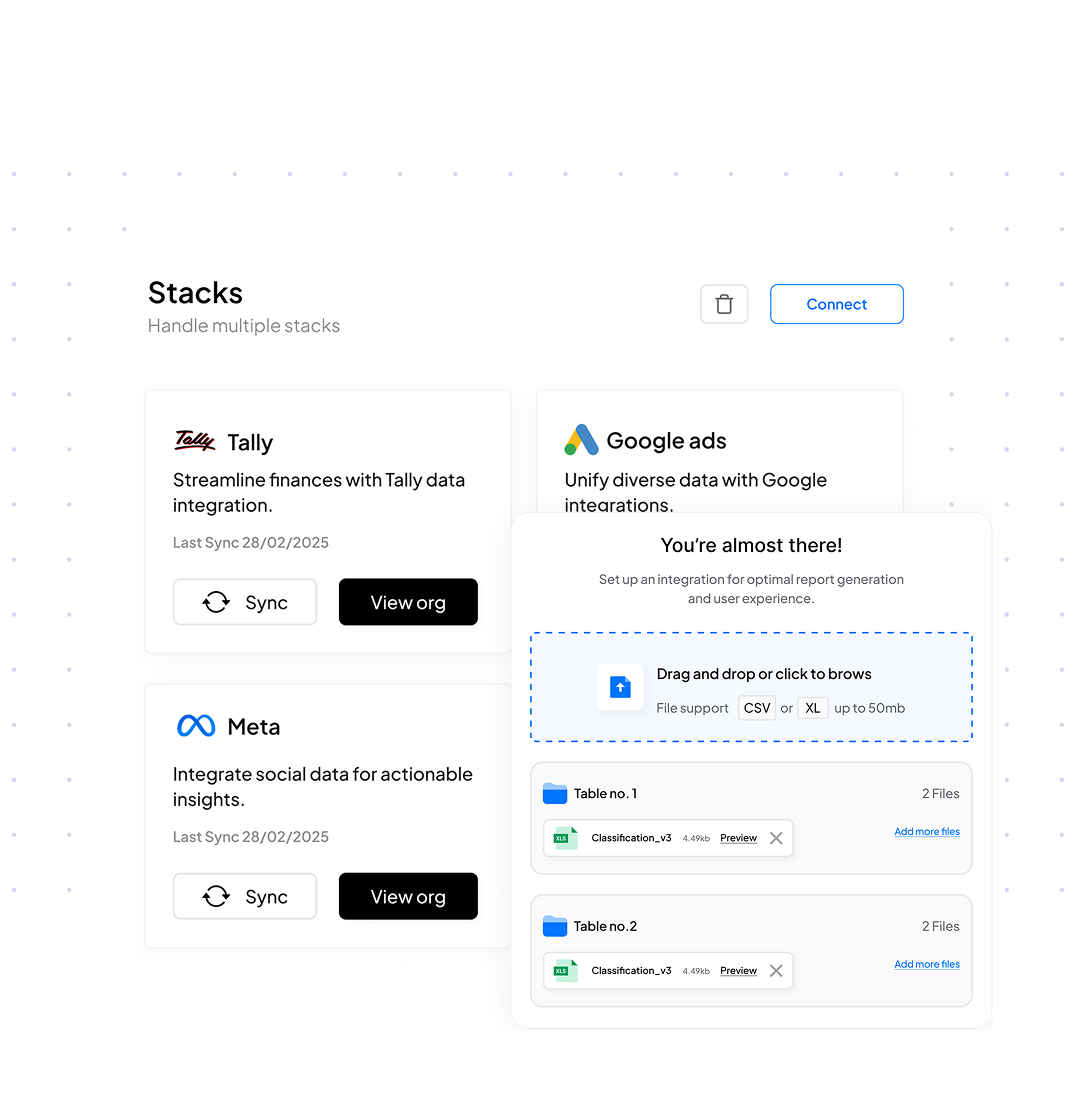 Stacks
Handle multiple stacks
Connect
Tally Tally
Streamline finances with Tally data
integration.
Last Sync 28/02/2025
Sync
View org
Google ads
Unify diverse data with Google
integrations.
Meta
Integrate social data for actionable
insights.
Last Sync 28/02/2025
Sync
View org
You're almost there!
Set up an integration for optimal report generation
and user experience.
Drag and drop or click to brows
File support CSV or XL up to 50mb
Table no. 1
2 Files
XLS Classification_v3 4.49kb Preview
Add more files
Table no.2
2 Files
XLS Classification_v3 4.49kb Preview
Add more files